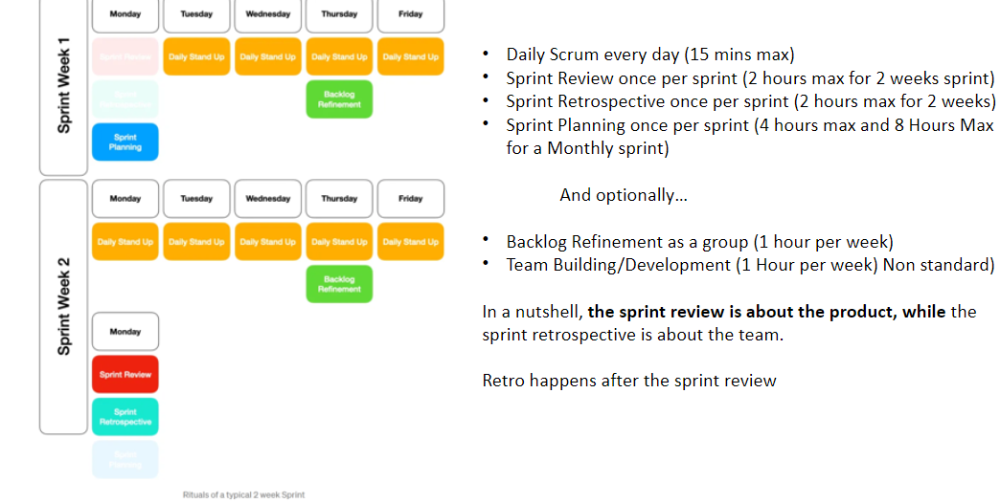 Sprint Week 1
Monday Tuesday Wednesday Thursday Friday
Sprint Review Daily Stand Up Daily Stand Up Daily Stand Up Daily Stand Up
Sprint
Backlog
Refinement
Sprint
Planning
Sprint Week 2
Monday Tuesday Wednesday Thursday Friday
Daily Stand Up Daily Stand Up Daily Stand Up Daily Stand Up Daily Stand Up
Backlog
Refinement
Monday
Sprint Review
Sprint
Retrospective
Sprint
Planning
Rituals of a typical 2 week Sprint
• Daily Scrum every day (15 mins max)
• Sprint Review once per sprint (2 hours max for 2 weeks sprint)
• Sprint Retrospective once per sprint (2 hours max for 2 weeks)
• Sprint Planning once per sprint (4 hours max and 8 Hours Max
for a Monthly sprint)
And optionally…
• Backlog Refinement as a group (1 hour per week)
• Team Building/Development (1 Hour per week) Non standard)
In a nutshell, the sprint review is about the product, while the
sprint retrospective is about the team.
Retro happens after the sprint review